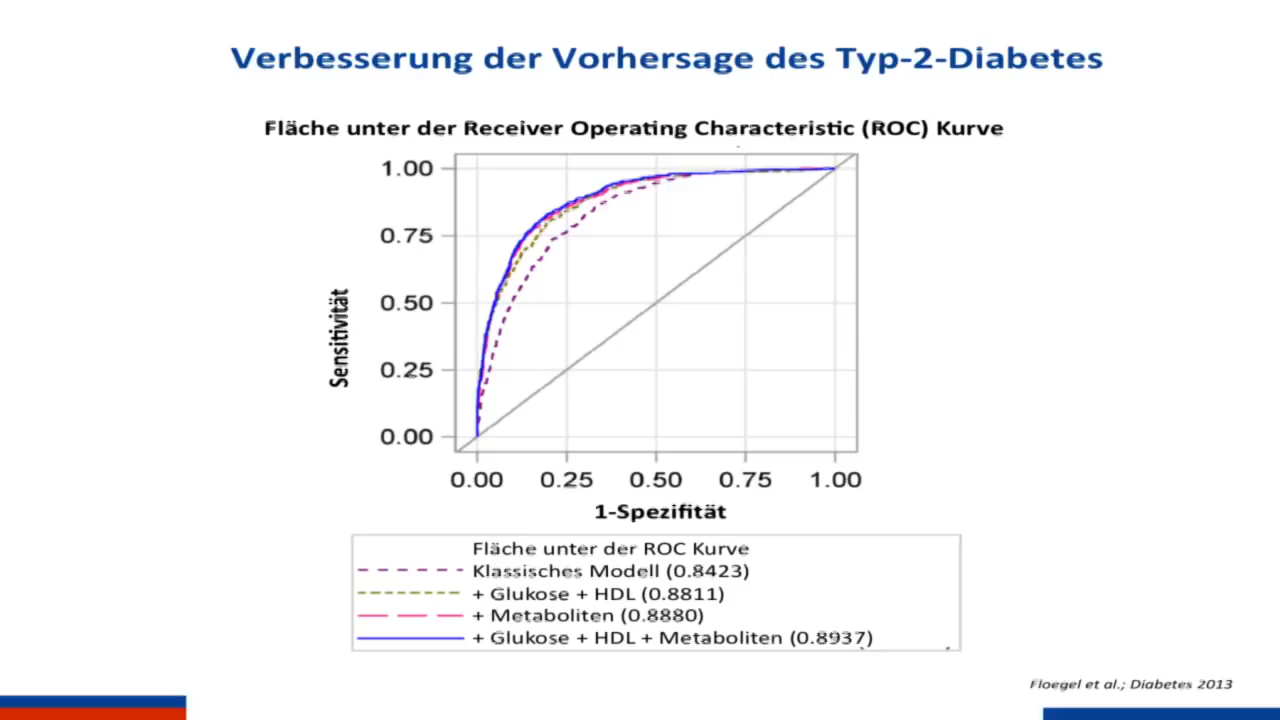 Verbesserung der Vorhersage des Typ-2-Diabetes
Fläche unter der Receiver Operating Characteristic (ROC) Kurve
1.00
0.75
0.50
0.25
0.00
Sensitivität
0.00 0.25 0.50 0.75 1.00
1-Spezifität
Fläche unter der ROC Kurve
Klassisches Modell (0.8423)
+ Glukose + HDL (0.8811)
+ Metaboliten (0.8880)
+ Glukose + HDL + Metaboliten (0.8937)
Floegel et al.; Diabetes 2013